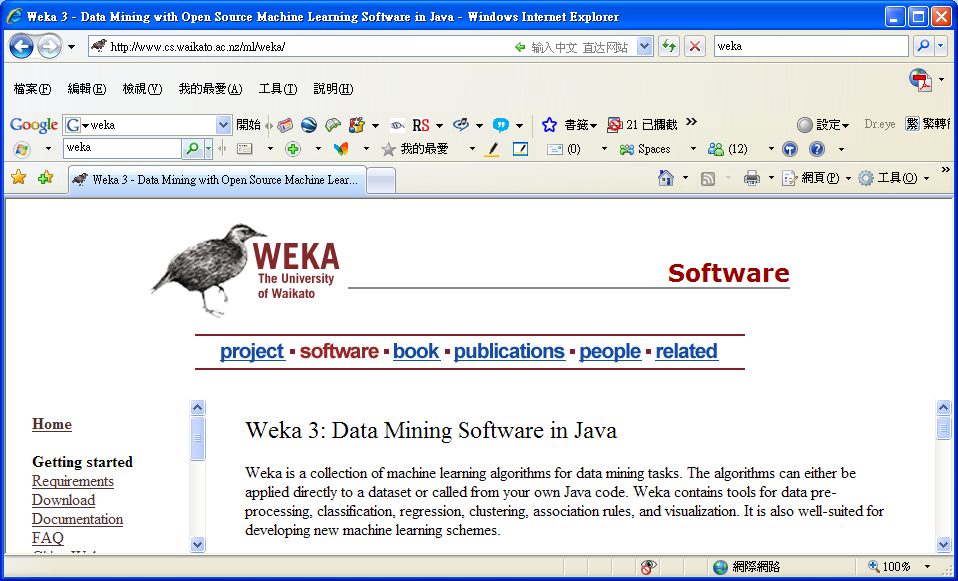 Weka 3 - Data Mining with Open Source Machine Learning Software in Java - Windows Internet Explorer
http://www.cs.waikato.ac.nz/ml/weka/ 输入中文 直达网站 weka
檔案(F) 編輯(E) 檢視(V) 我的最愛(A) 工具(T) 說明(H)
Google G weka 開始 RS 書籤 21 已攔截 » 設定 Dr.eye 繁 繁轉
weka 我的最愛 (0) Spaces (12)
Weka 3 - Data Mining with Open Source Machine Lear... 網頁(P) 工具(O) »
WEKA
The University
of Waikato
Software
project ▪ software ▪ book ▪ publications ▪ people ▪ related
Home
Getting started
Requirements
Download
Documentation
FAQ
Weka 3: Data Mining Software in Java
Weka is a collection of machine learning algorithms for data mining tasks. The algorithms can either be
applied directly to a dataset or called from your own Java code. Weka contains tools for data pre-
processing, classification, regression, clustering, association rules, and visualization. It is also well-suited for
developing new machine learning schemes.
網際網路 100%